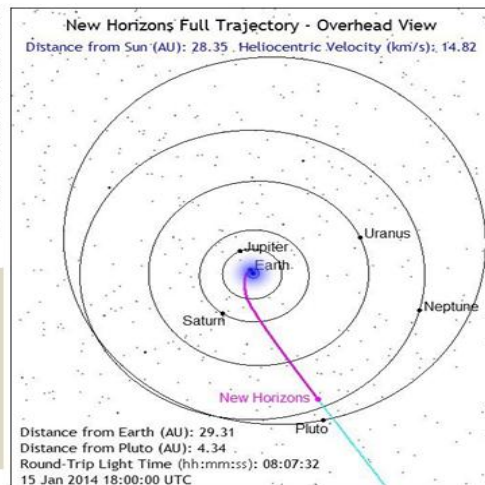 New Horizons Full Trajectory - Overhead View
Distance from Sun (AU): 28.35 Heliocentric Velocity (km/s): 14.82
Uranus
Jupiter
Earth
Neptune
Saturn
New Horizons
Pluto
Distance from Earth (AU): 29.31
Distance from Pluto (AU): 4.34
Round-Trip Light Time (hh:mm:ss): 08:07:32
15 Jan 2014 18:00:00 UTC